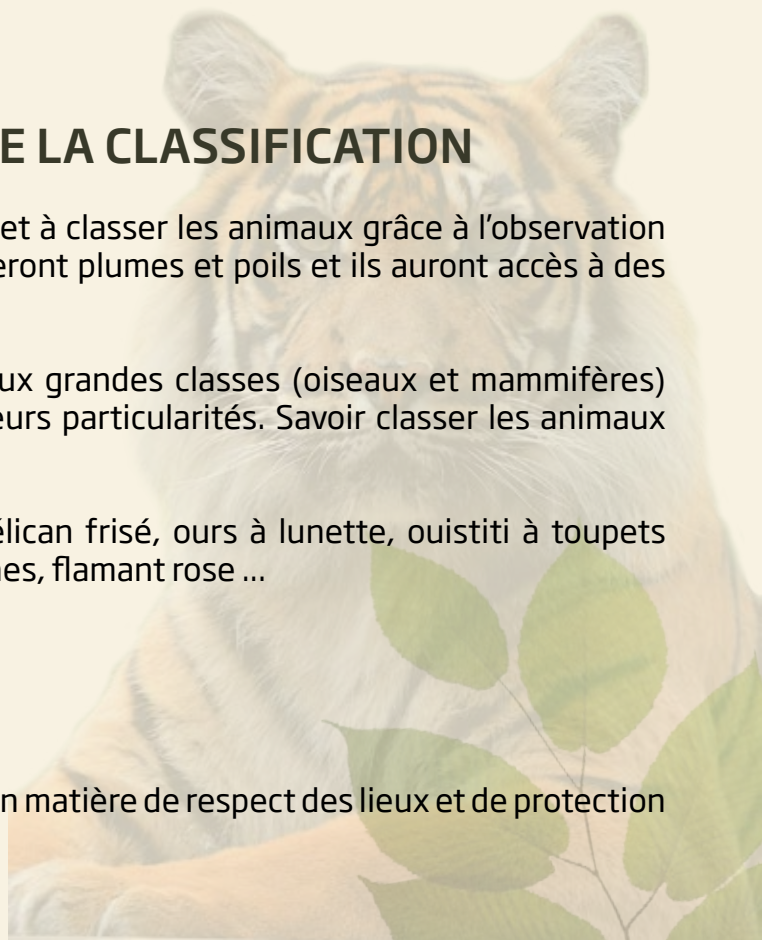 E LA CLASSIFICATION
et à classer les animaux grâce à l’observation
eront plumes et poils et ils auront accès à des
ux grandes classes (oiseaux et mammifères)
eurs particularités. Savoir classer les animaux
élican frisé, ours à lunette, ouistiti à toupets
es, flamant rose ...
n matière de respect des lieux et de protection